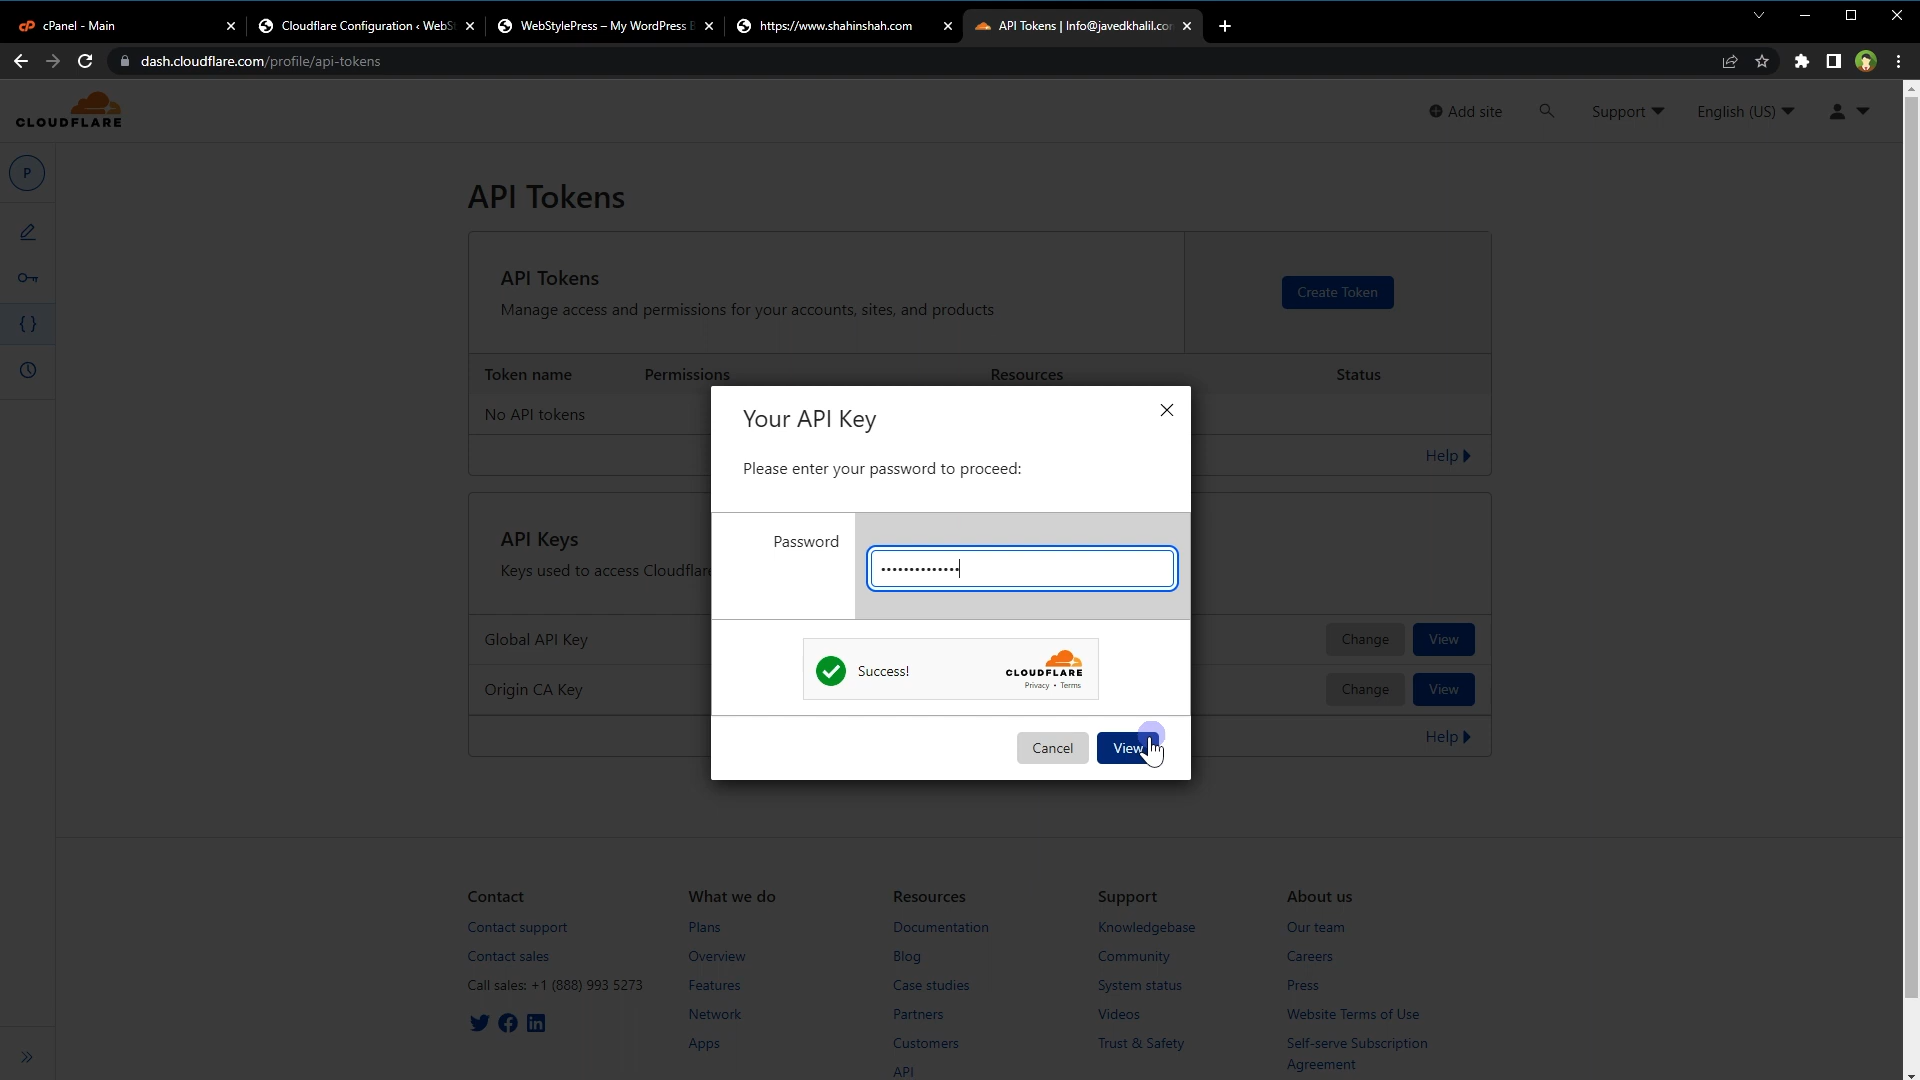 cPanel - Main
Cloudflare Configuration ‹ WebS
WebStylePress – My WordPress B
https://www.shahinshah.com
API Tokens | Info@javedkhalil.co
dash.cloudflare.com/profile/api-tokens
CLOUDFLARE
Add site
Support
English (US)
P
API Tokens
API Tokens
Manage access and permissions for your accounts, sites, and products
Create Token
Token name
Permissions
Resources
Status
No API tokens
Help
Your API Key
Please enter your password to proceed:
Password
••••••••••••••
Success!
CLOUDFLARE
Privacy • Terms
Cancel
View
API Keys
Keys used to access Cloudflare
Global API Key
Change
View
Origin CA Key
Change
View
Help
Contact
Contact support
Contact sales
Call sales: +1 (888) 993 5273
What we do
Plans
Overview
Features
Network
Apps
Resources
Documentation
Blog
Case studies
Partners
Customers
API
Support
Knowledgebase
Community
System status
Videos
Trust & Safety
About us
Our team
Careers
Press
Website Terms of Use
Self-serve Subscription
Agreement